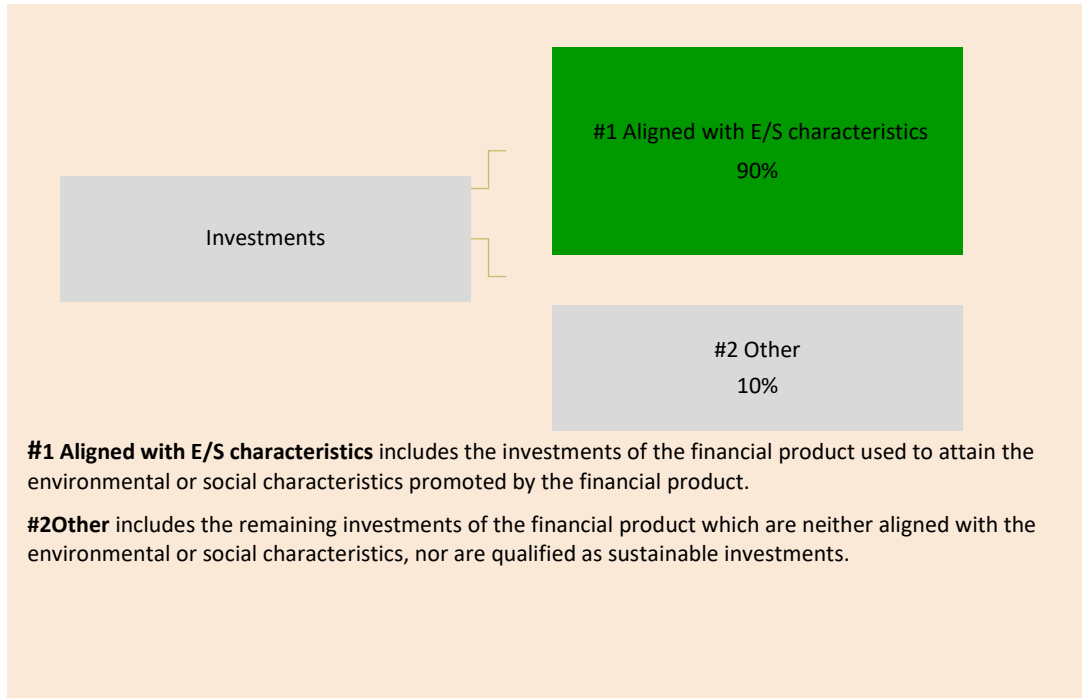 #1 Aligned with E/S characteristics
90%
Investments
#2 Other
10%
#1 Aligned with E/S characteristics includes the investments of the financial product used to attain the
environmental or social characteristics promoted by the financial product.
#2Other includes the remaining investments of the financial product which are neither aligned with the
environmental or social characteristics, nor are qualified as sustainable investments.